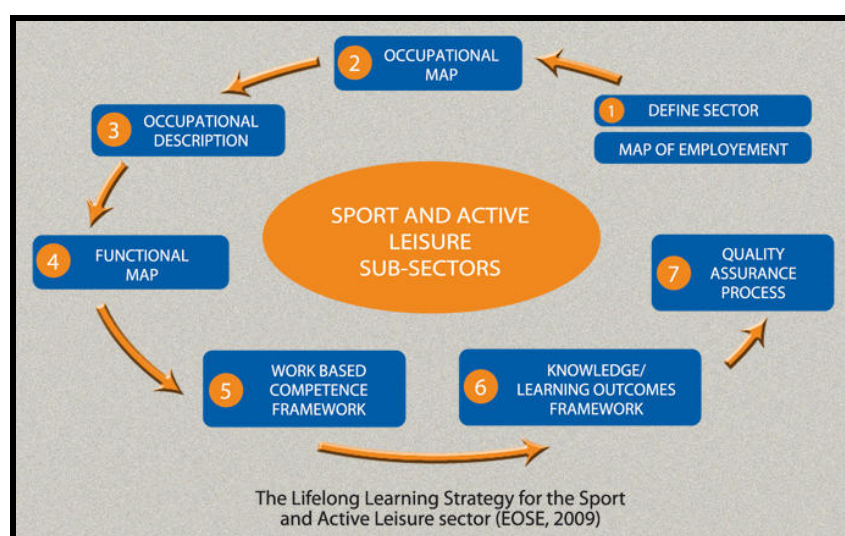 1 DEFINE SECTOR
MAP OF EMPLOYEMENT
2 OCCUPATIONAL
MAP
3 OCCUPATIONAL
DESCRIPTION
4 FUNCTIONAL
MAP
5 WORK BASED
COMPETENCE
FRAMEWORK
6 KNOWLEDGE/
LEARNING OUTCOMES
FRAMEWORK
7 QUALITY
ASSURANCE
PROCESS
SPORT AND ACTIVE
LEISURE
SUB-SECTORS
The Lifelong Learning Strategy for the Sport
and Active Leisure sector (EOSE, 2009)